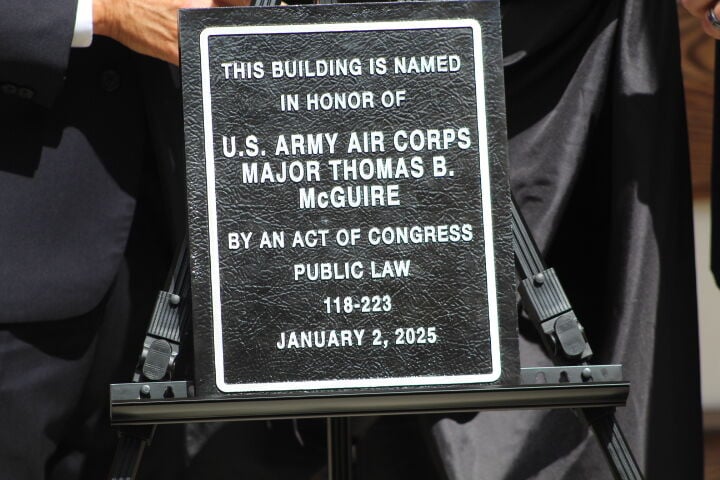 THIS BUILDING IS NAMED
IN HONOR OF
U.S. ARMY AIR CORPS
MAJOR THOMAS B.
McGUIRE
BY AN ACT OF CONGRESS
PUBLIC LAW
118-223
JANUARY 2, 2025